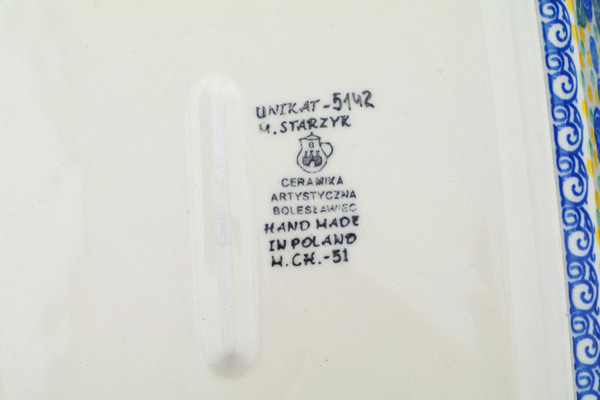 UNIKAT-5142
M. STARZYK
B
CERAMIKA
ARTYSTYCZNA
BOLESŁAWIEC
HAND MADE
IN POLAND
M.CH.-51